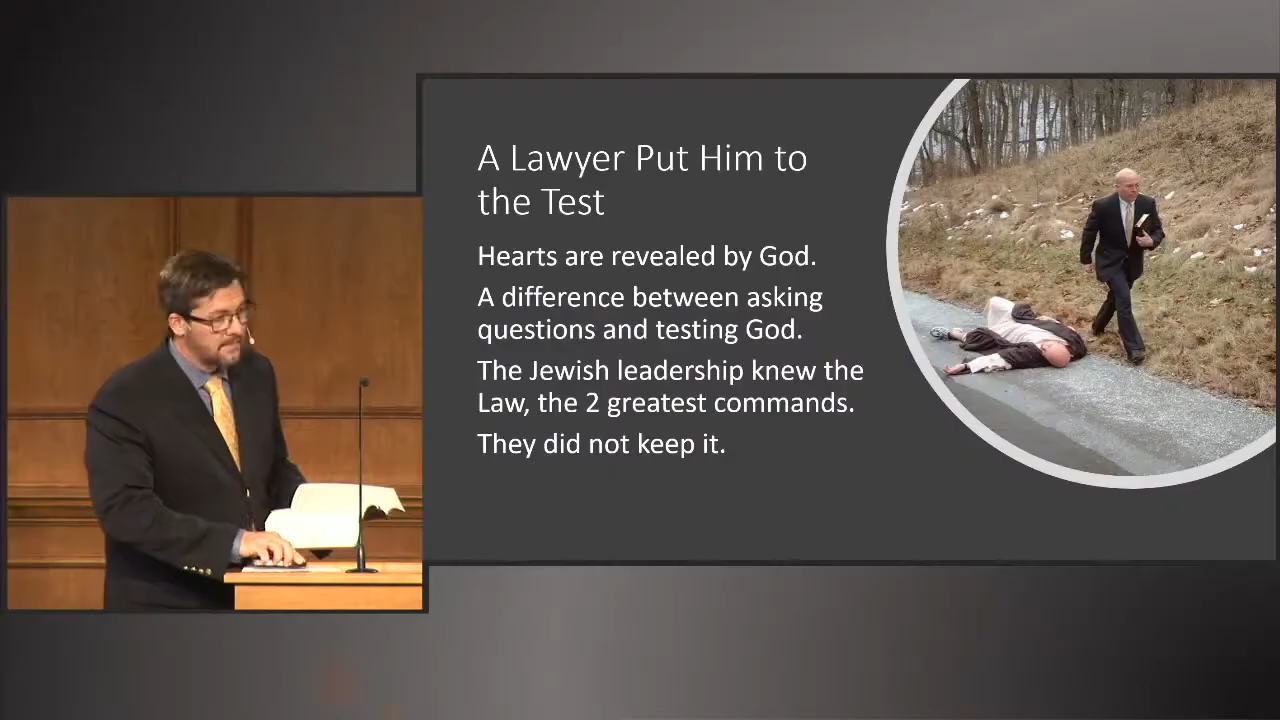 A Lawyer Put Him to
the Test
Hearts are revealed by God.
A difference between asking
questions and testing God.
The Jewish leadership knew the
Law, the 2 greatest commands.
They did not keep it.